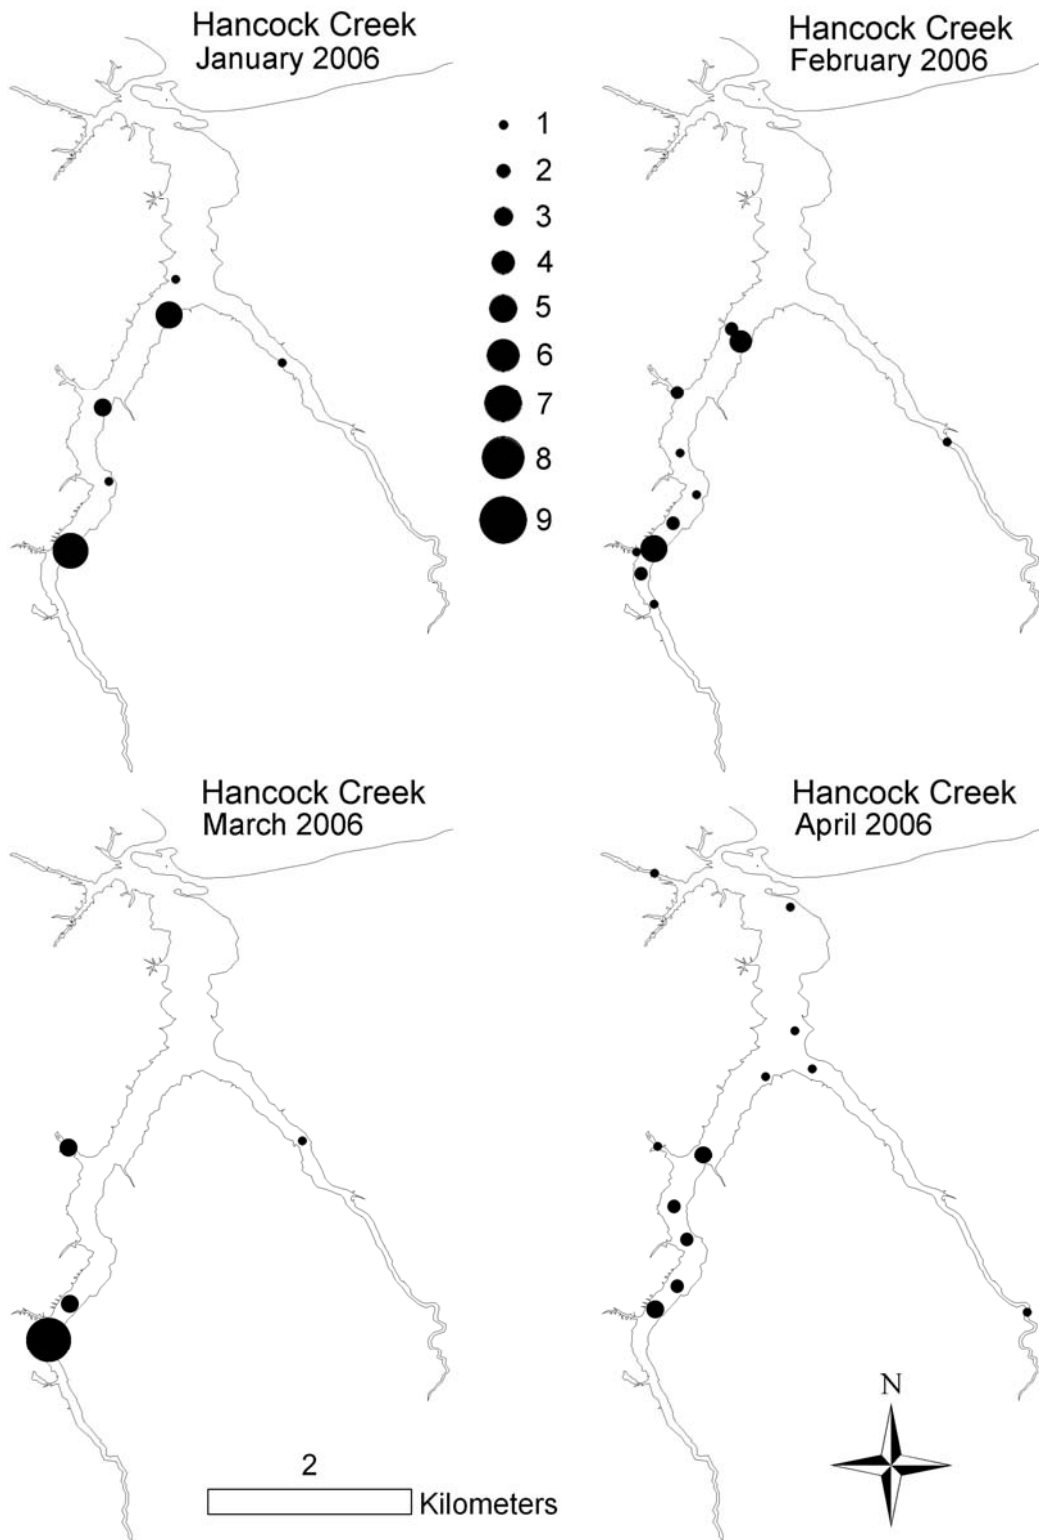 Hancock Creek
January 2006
Hancock Creek
February 2006
1
2
3
4
5
6
7
8
9
Hancock Creek
March 2006
Hancock Creek
April 2006
N
2
Kilometers